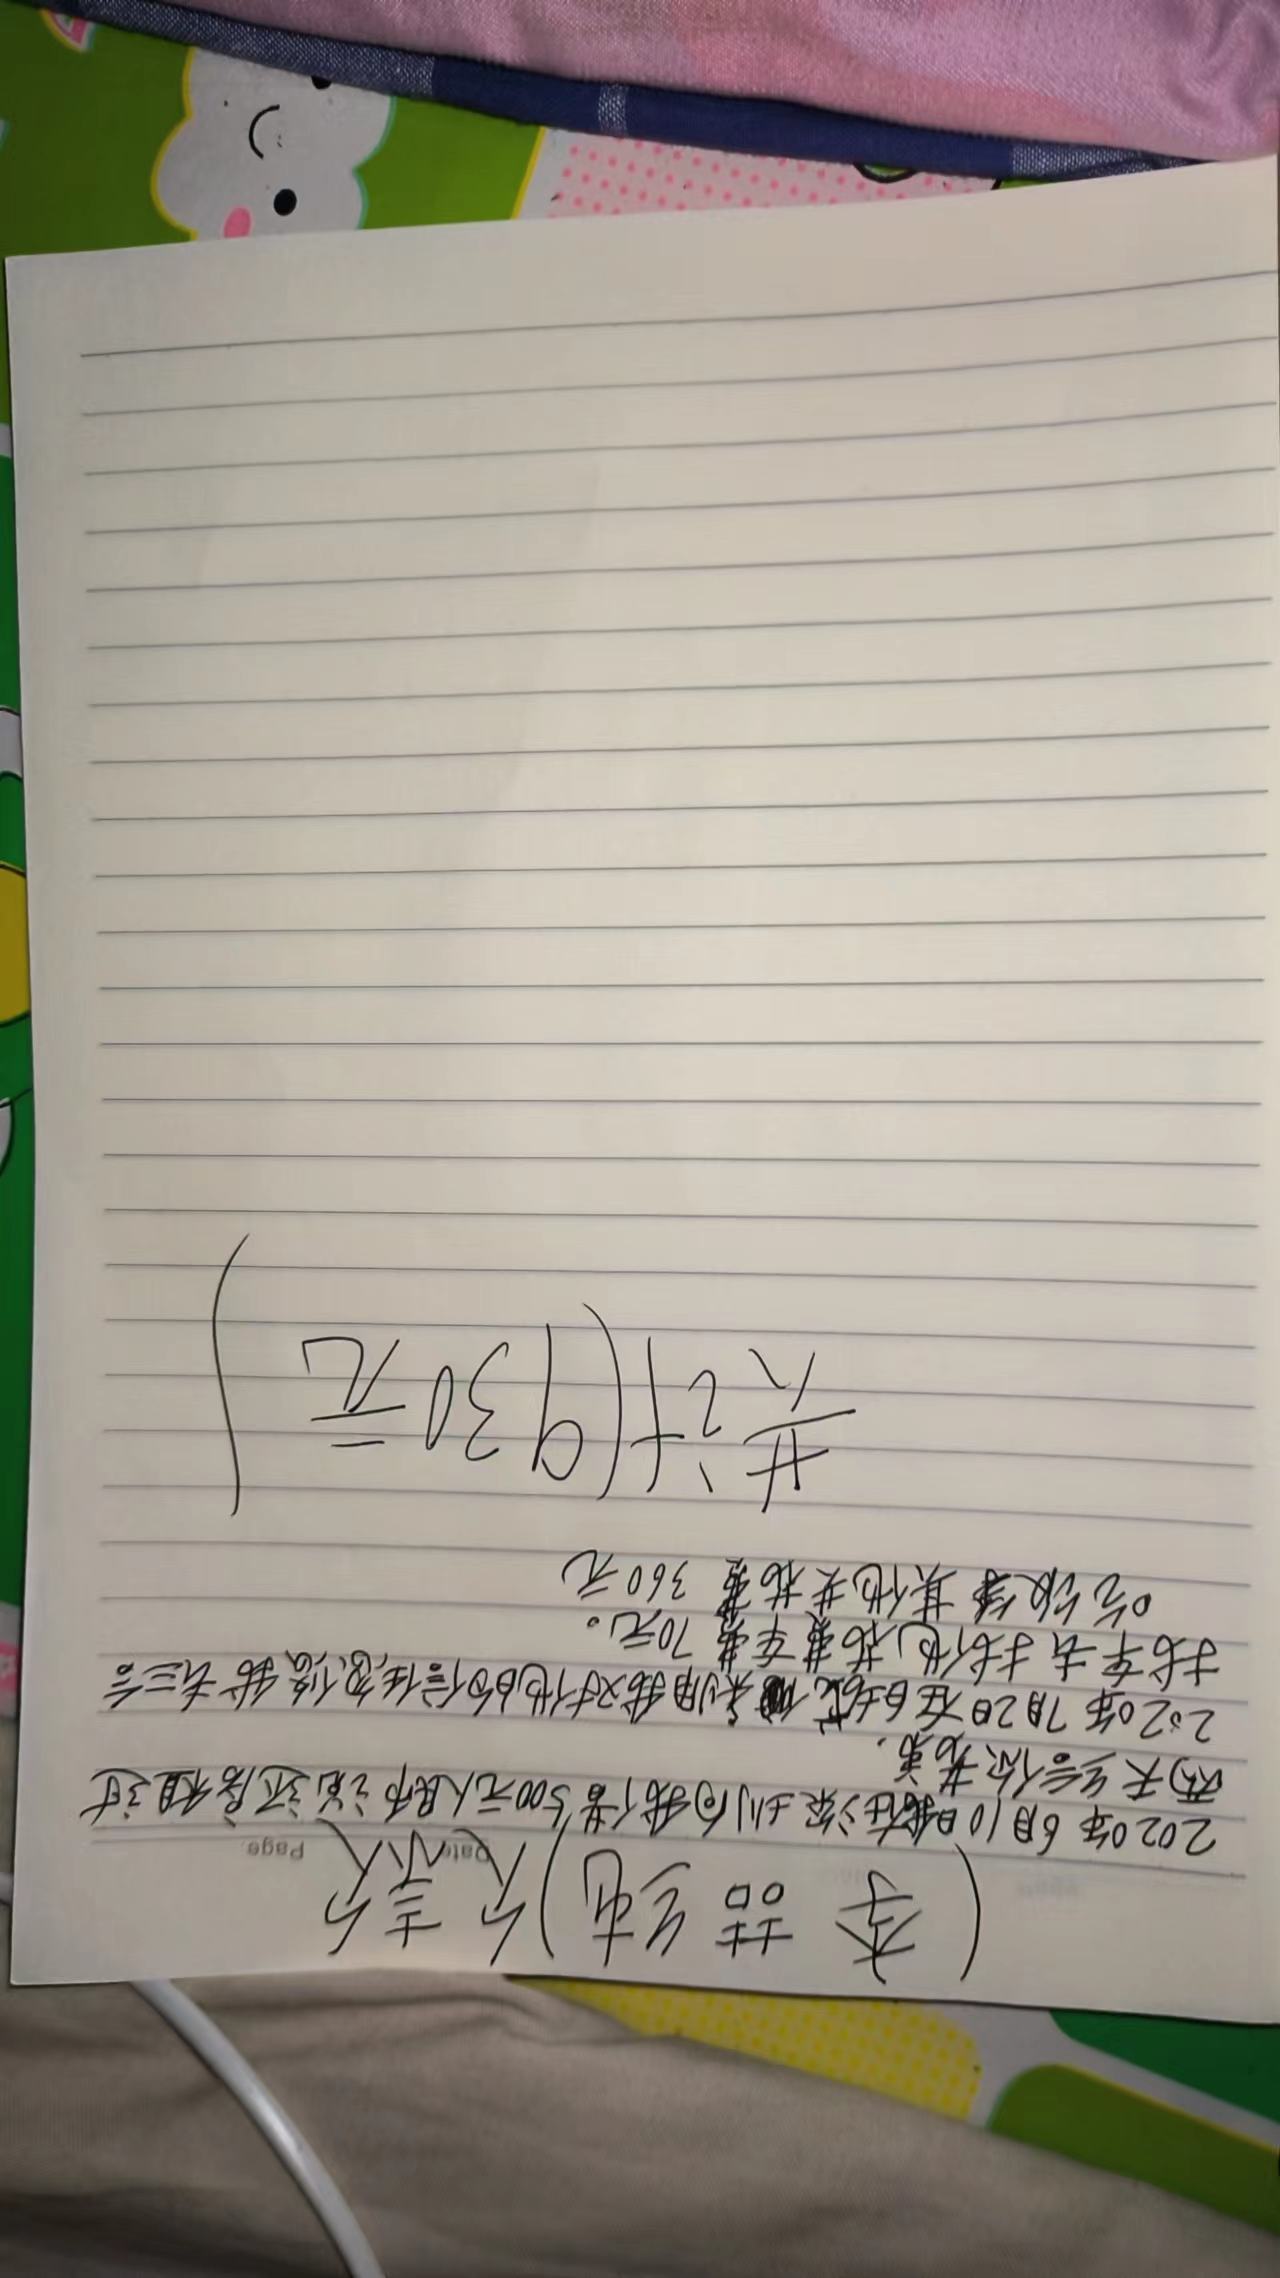 (李喆纯)欠款
Date Page
2020年6月10日我在深圳向我借500元人民币说还房租过
两天给你老弟.
2020年7月2日在白城他利用我对他的信任忽悠我去三合
找车去找他花费车费70元。
吃饭等其他共花费 360元
共计(930元)